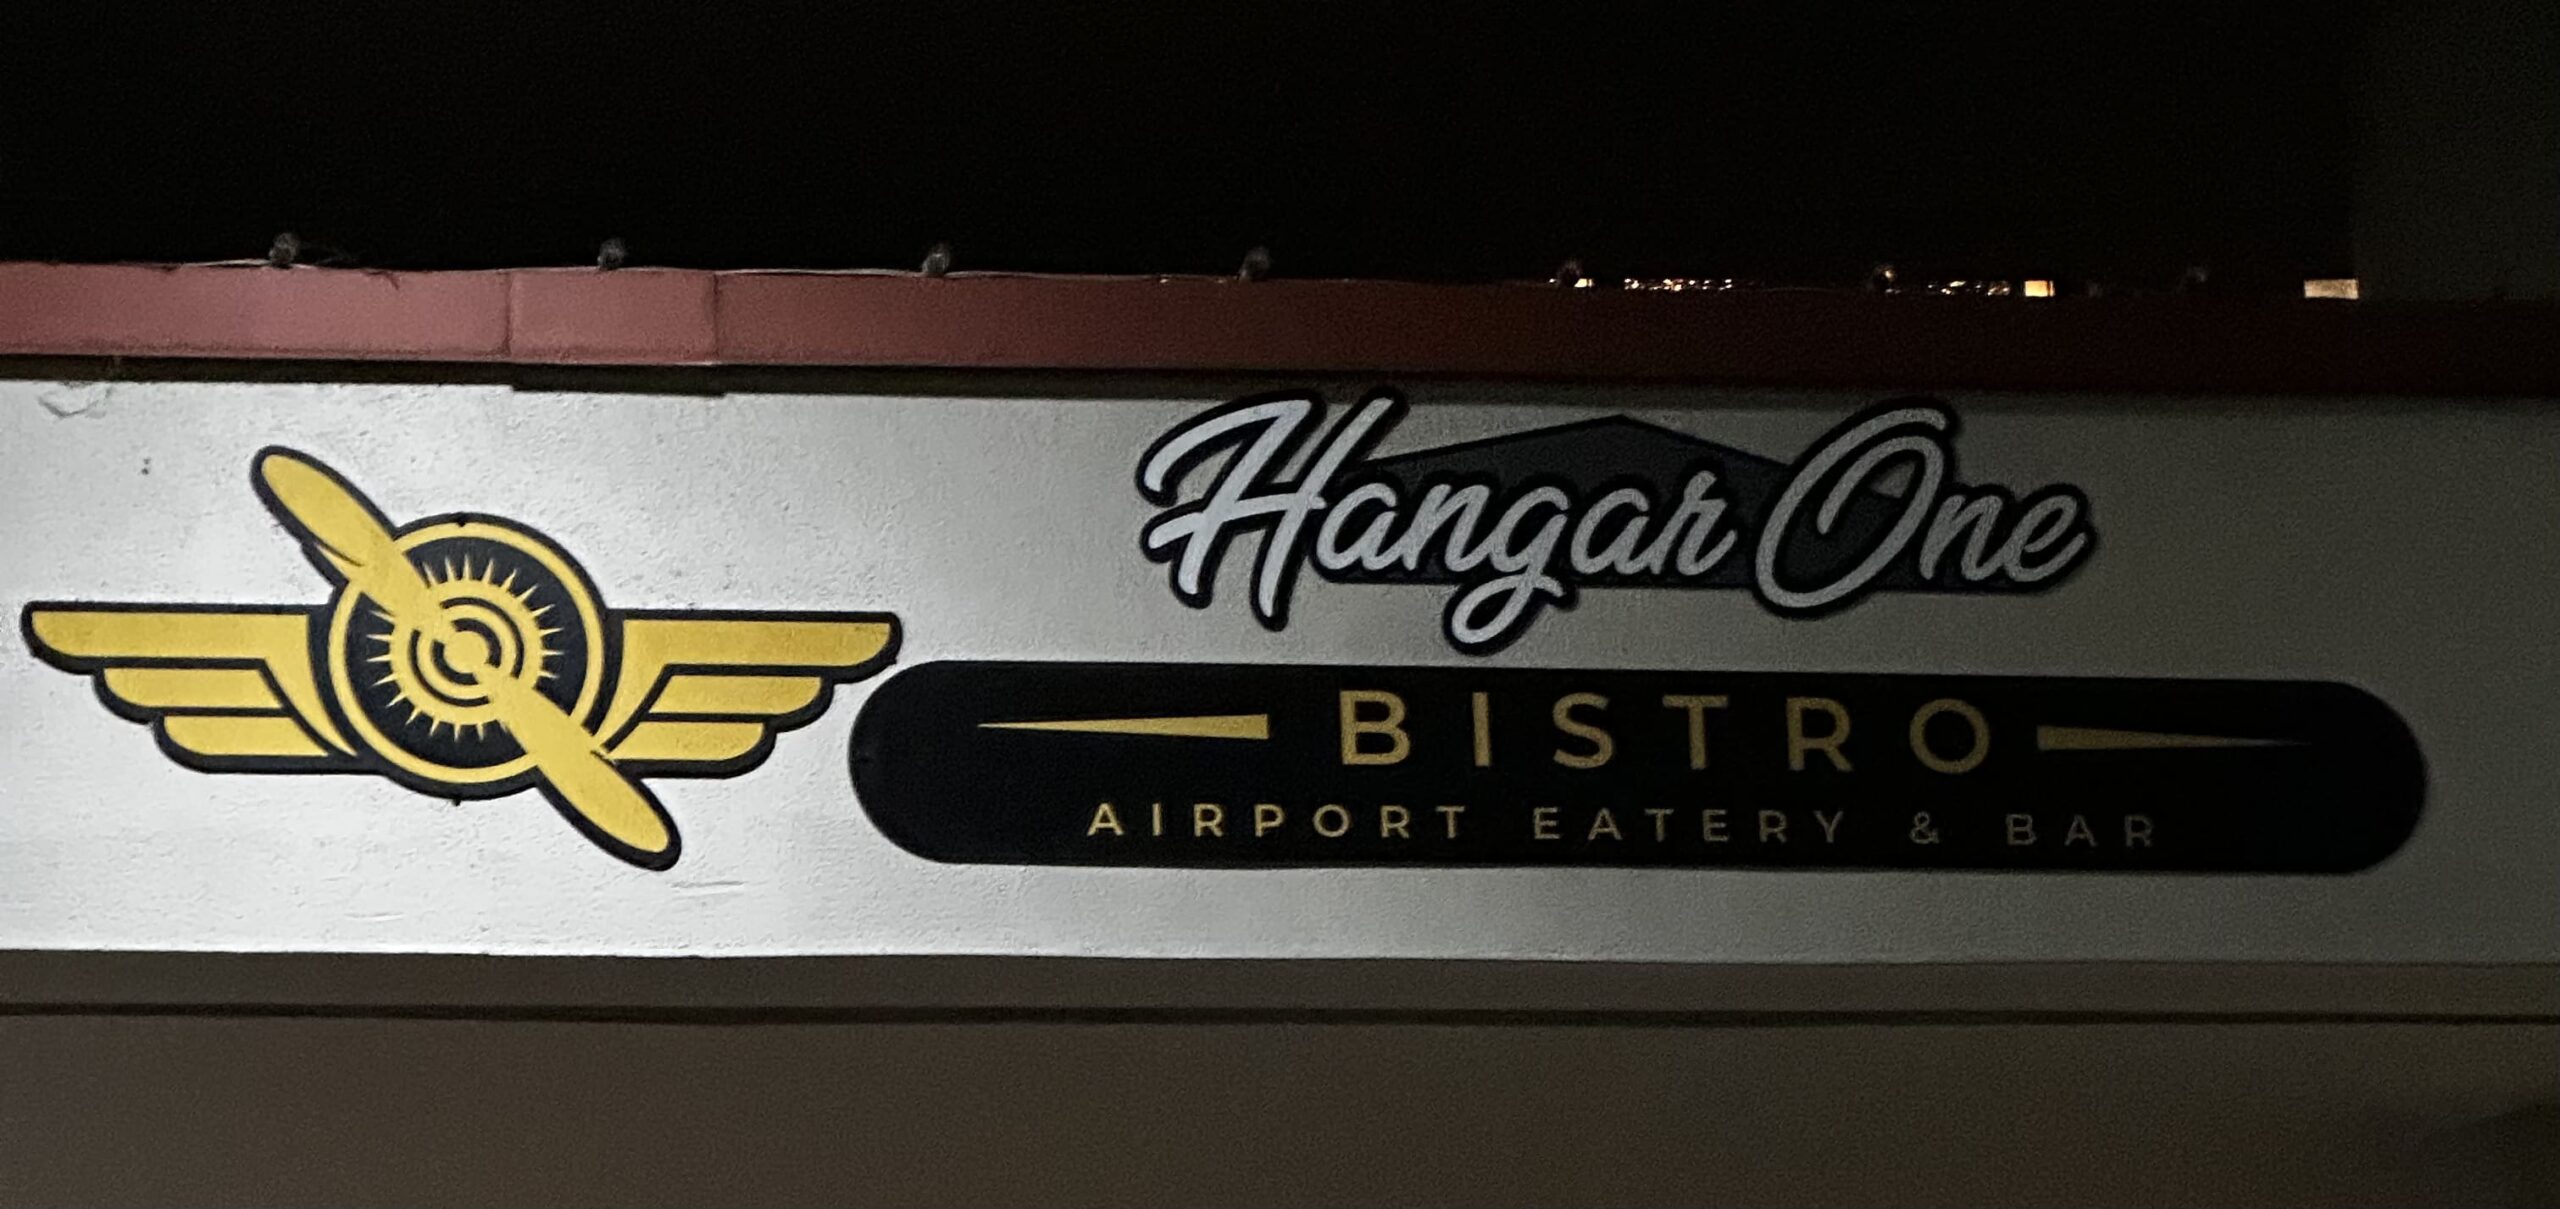 Hangar One
BISTRO
AIRPORT EATERY & BAR